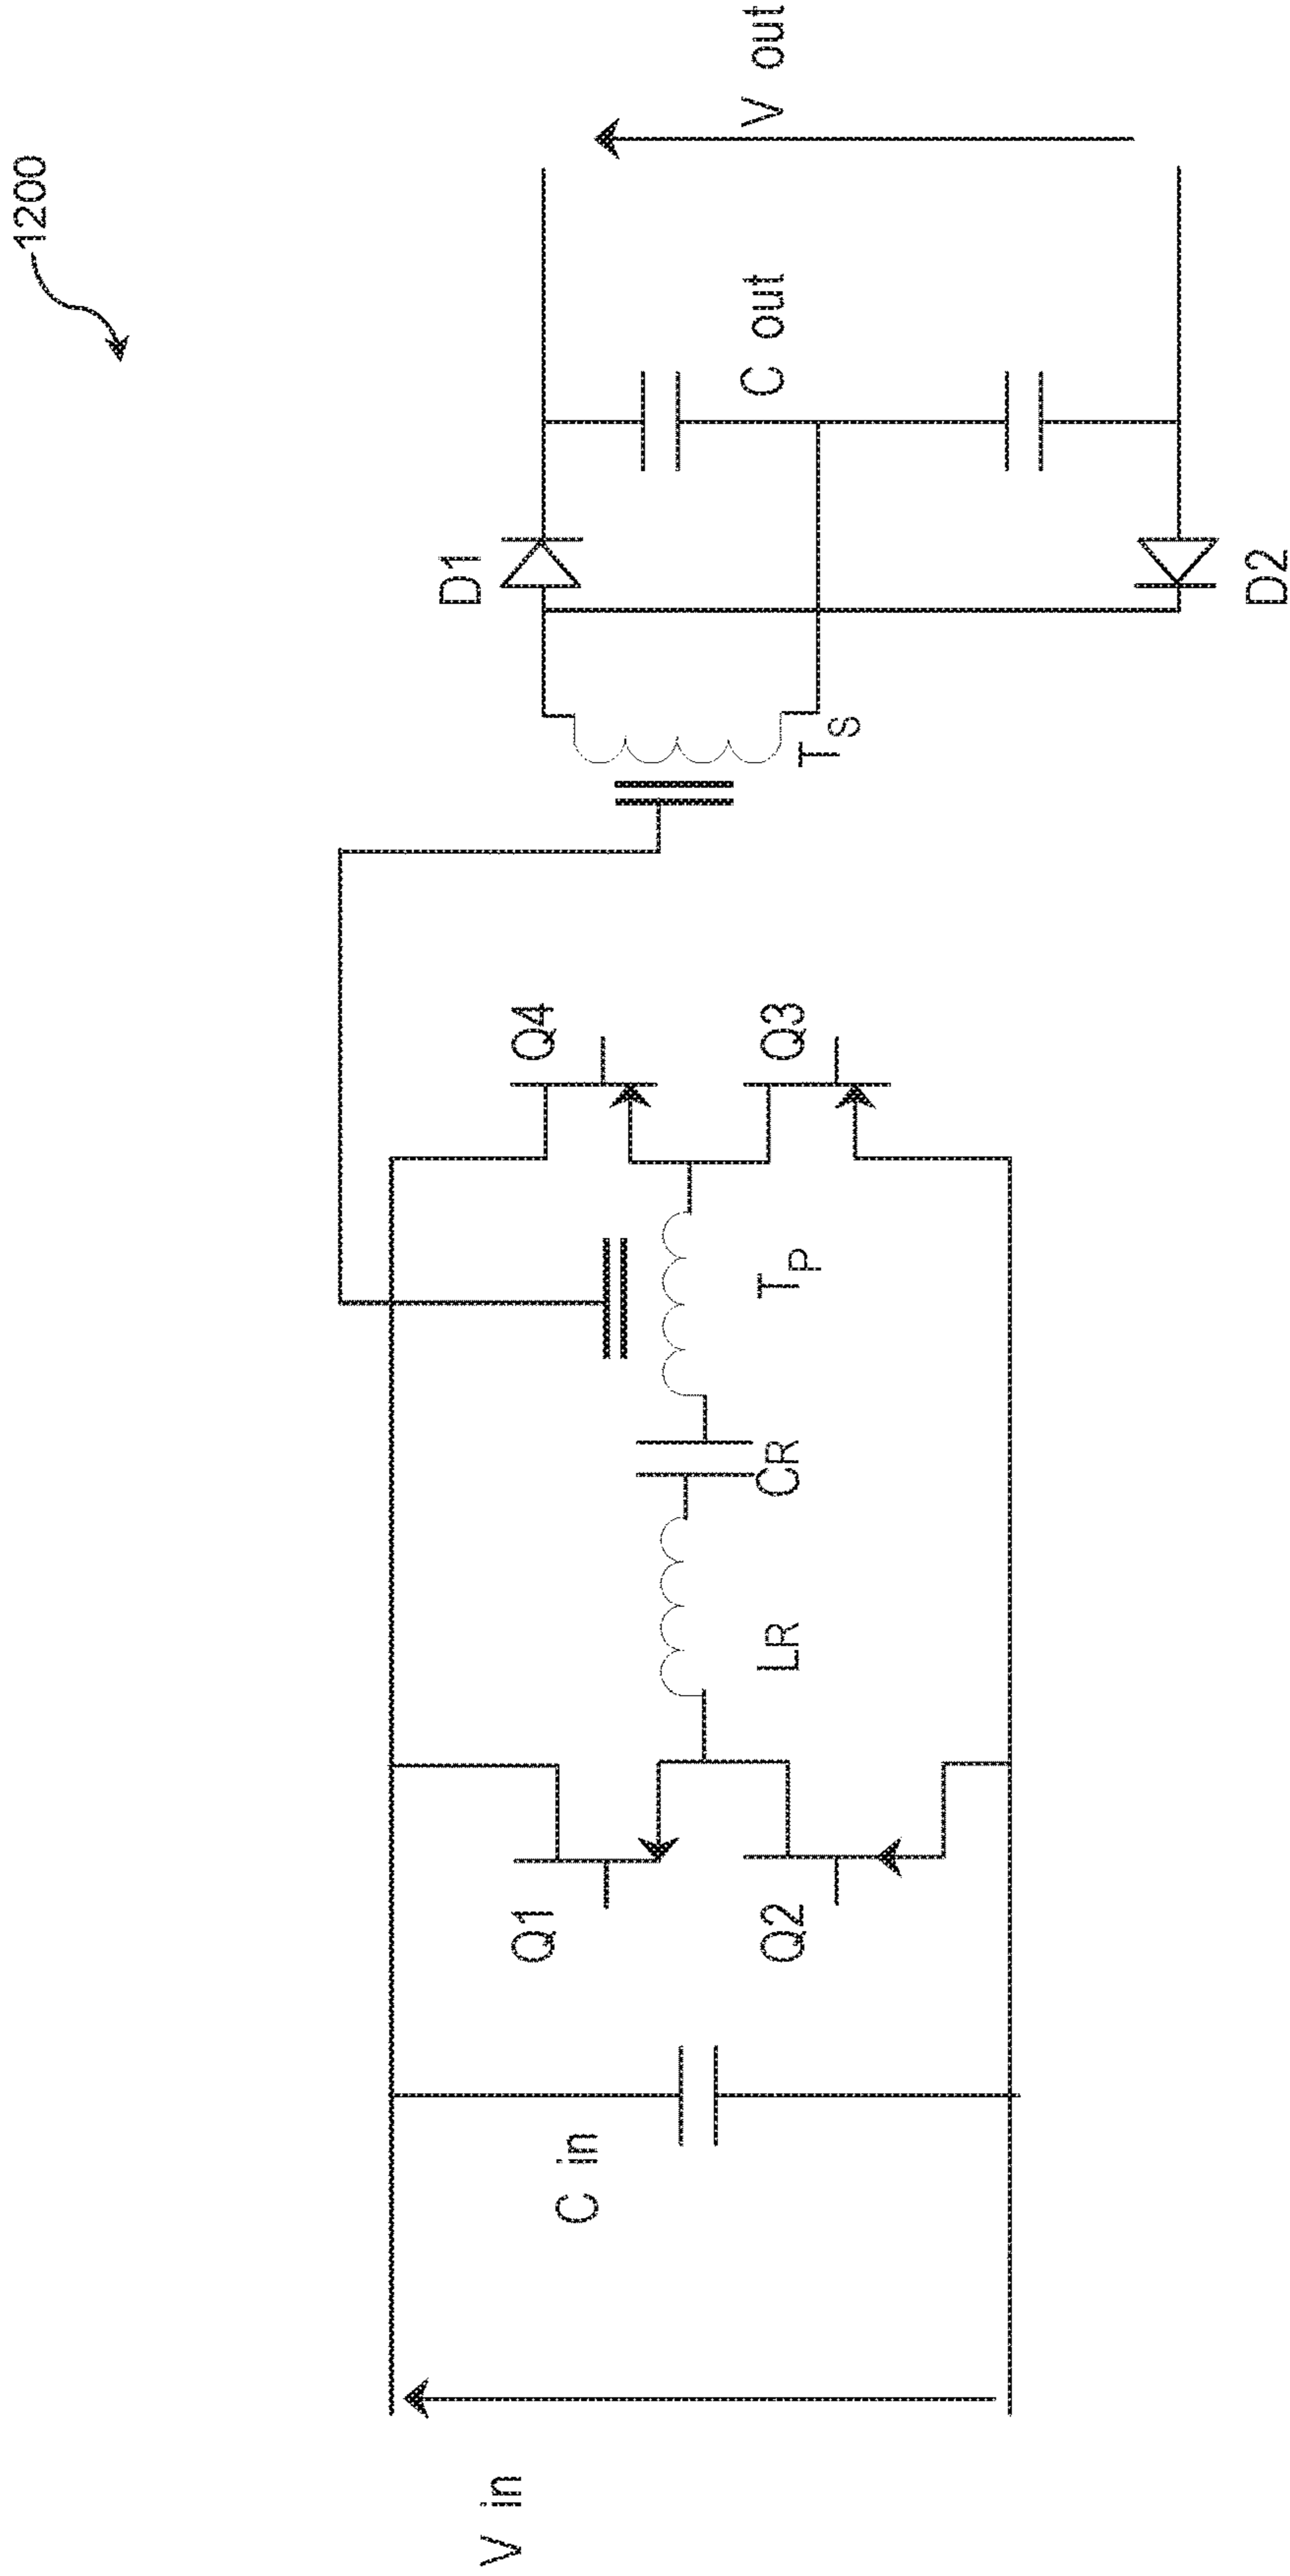 1200
V in
C in
Q1
Q2
LR
CR
TP
Q4
Q3
TS
D1
D2
C out
V out